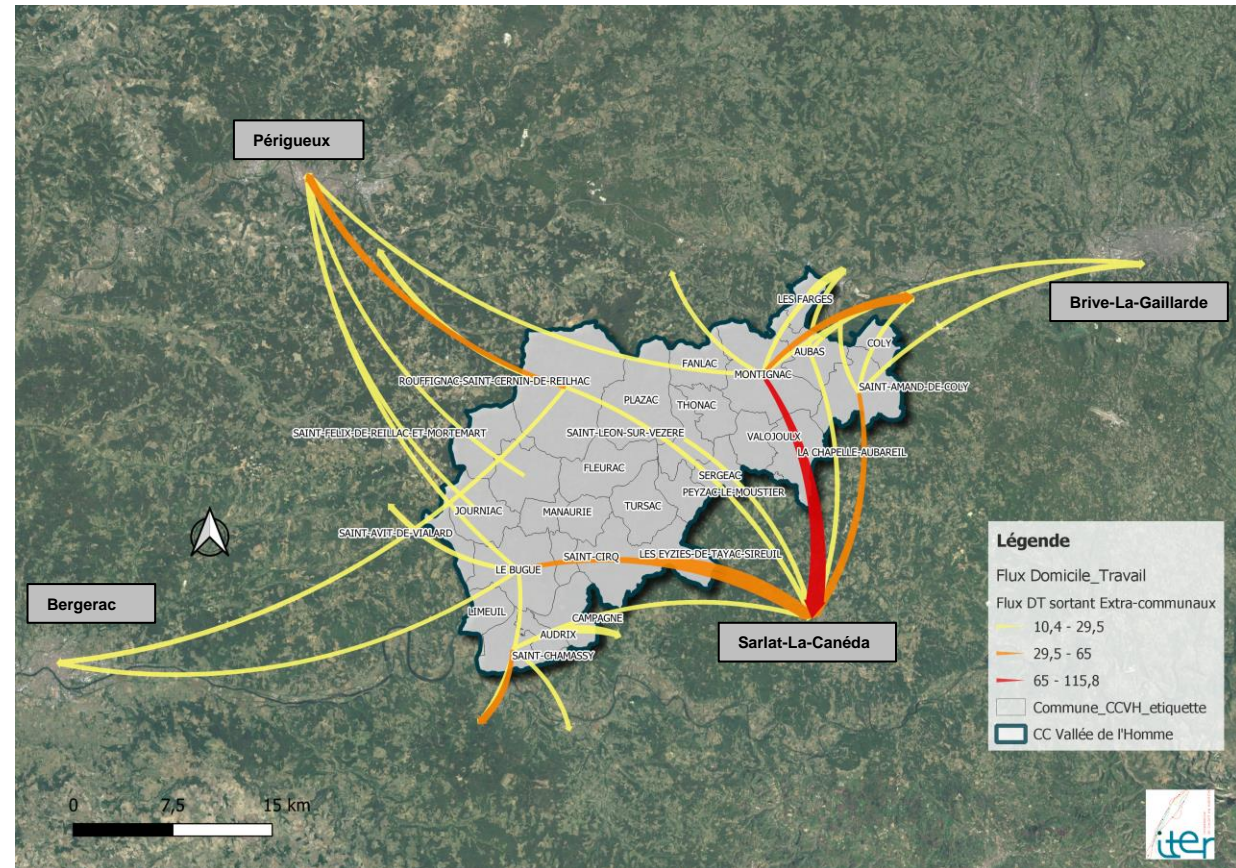 Périgueux
Brive-La-Gaillarde
LES FARGES
COLY
AUBAS
FANLAC
MONTIGNAC
ROUFFIGNAC-SAINT-CERNIN-DE-REILHAC
SAINT-AMAND-DE-COLY
PLAZAC
THONAC
SAINT-FELIX-DE-REILLAC-ET-MORTEMART
SAINT-LEON-SUR-VEZERE
VALOJOULX
LA CHAPELLE-AUBAREIL
FLEURAC
SERGEAC
PEYZAC-LE-MOUSTIER
JOURNIAC
MANAURIE
TURSAC
SAINT-AVIT-DE-VIALARD
SAINT-CIRQ
LES EYZIES-DE-TAYAC-SIREUIL
LE BUGUE
Bergerac
LIMEUIL
CAMPAGNE
AUDRIX
SAINT-CHAMASSY
Sarlat-La-Canéda
Légende
Flux Domicile_Travail
Flux DT sortant Extra-communaux
10,4 - 29,5
29,5 - 65
65 - 115,8
Commune_CCVH_etiquette
CC Vallée de l'Homme
0 7,5 15 km
iter